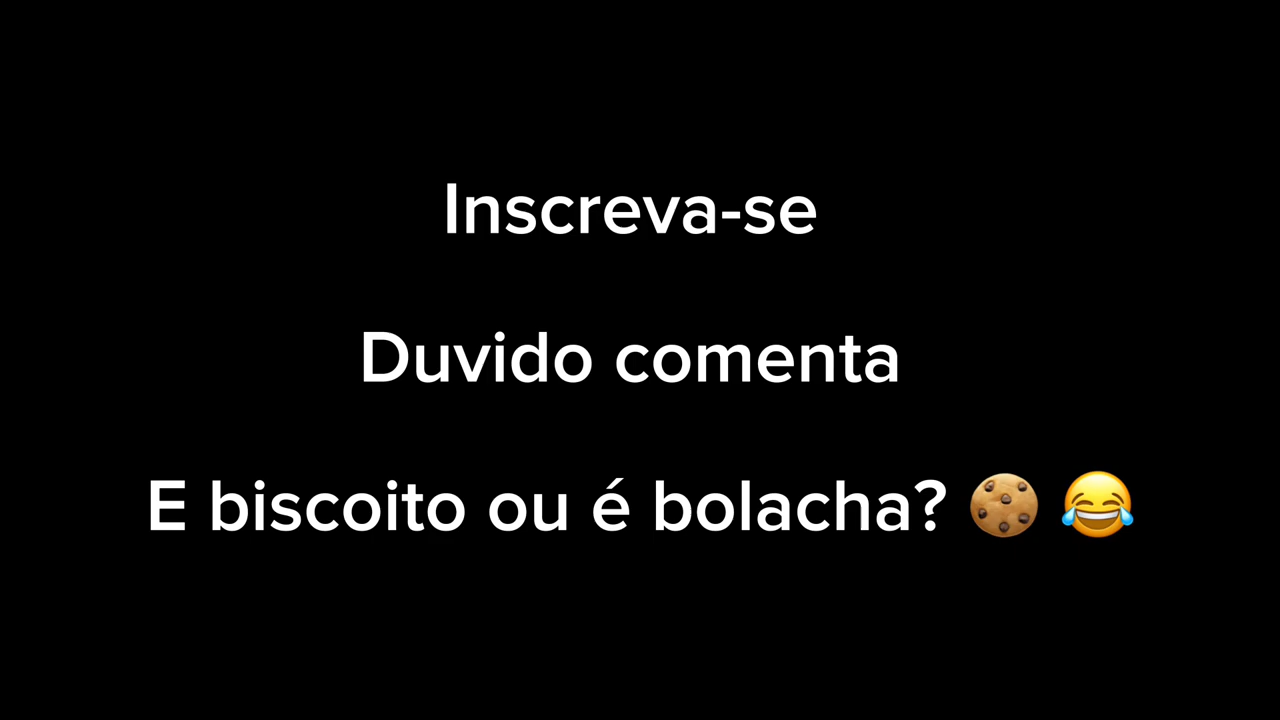 Inscreva-se
Duvido comenta
E biscoito ou é bolacha? 🍪 😂